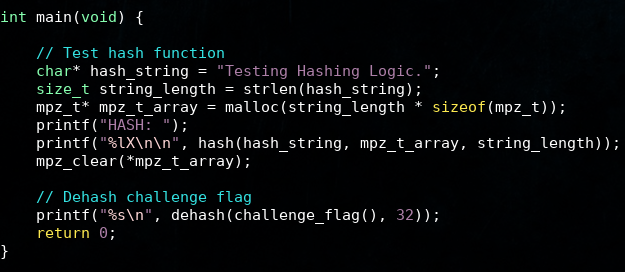 int main(void) {
    // Test hash function
    char* hash_string = "Testing Hashing Logic.";
    size_t string_length = strlen(hash_string);
    mpz_t* mpz_t_array = malloc(string_length * sizeof(mpz_t));
    printf("HASH: ");
    printf("%lX\n\n", hash(hash_string, mpz_t_array, string_length));
    mpz_clear(*mpz_t_array);
    // Dehash challenge flag
    printf("%s\n", dehash(challenge_flag(), 32));
    return 0;
}